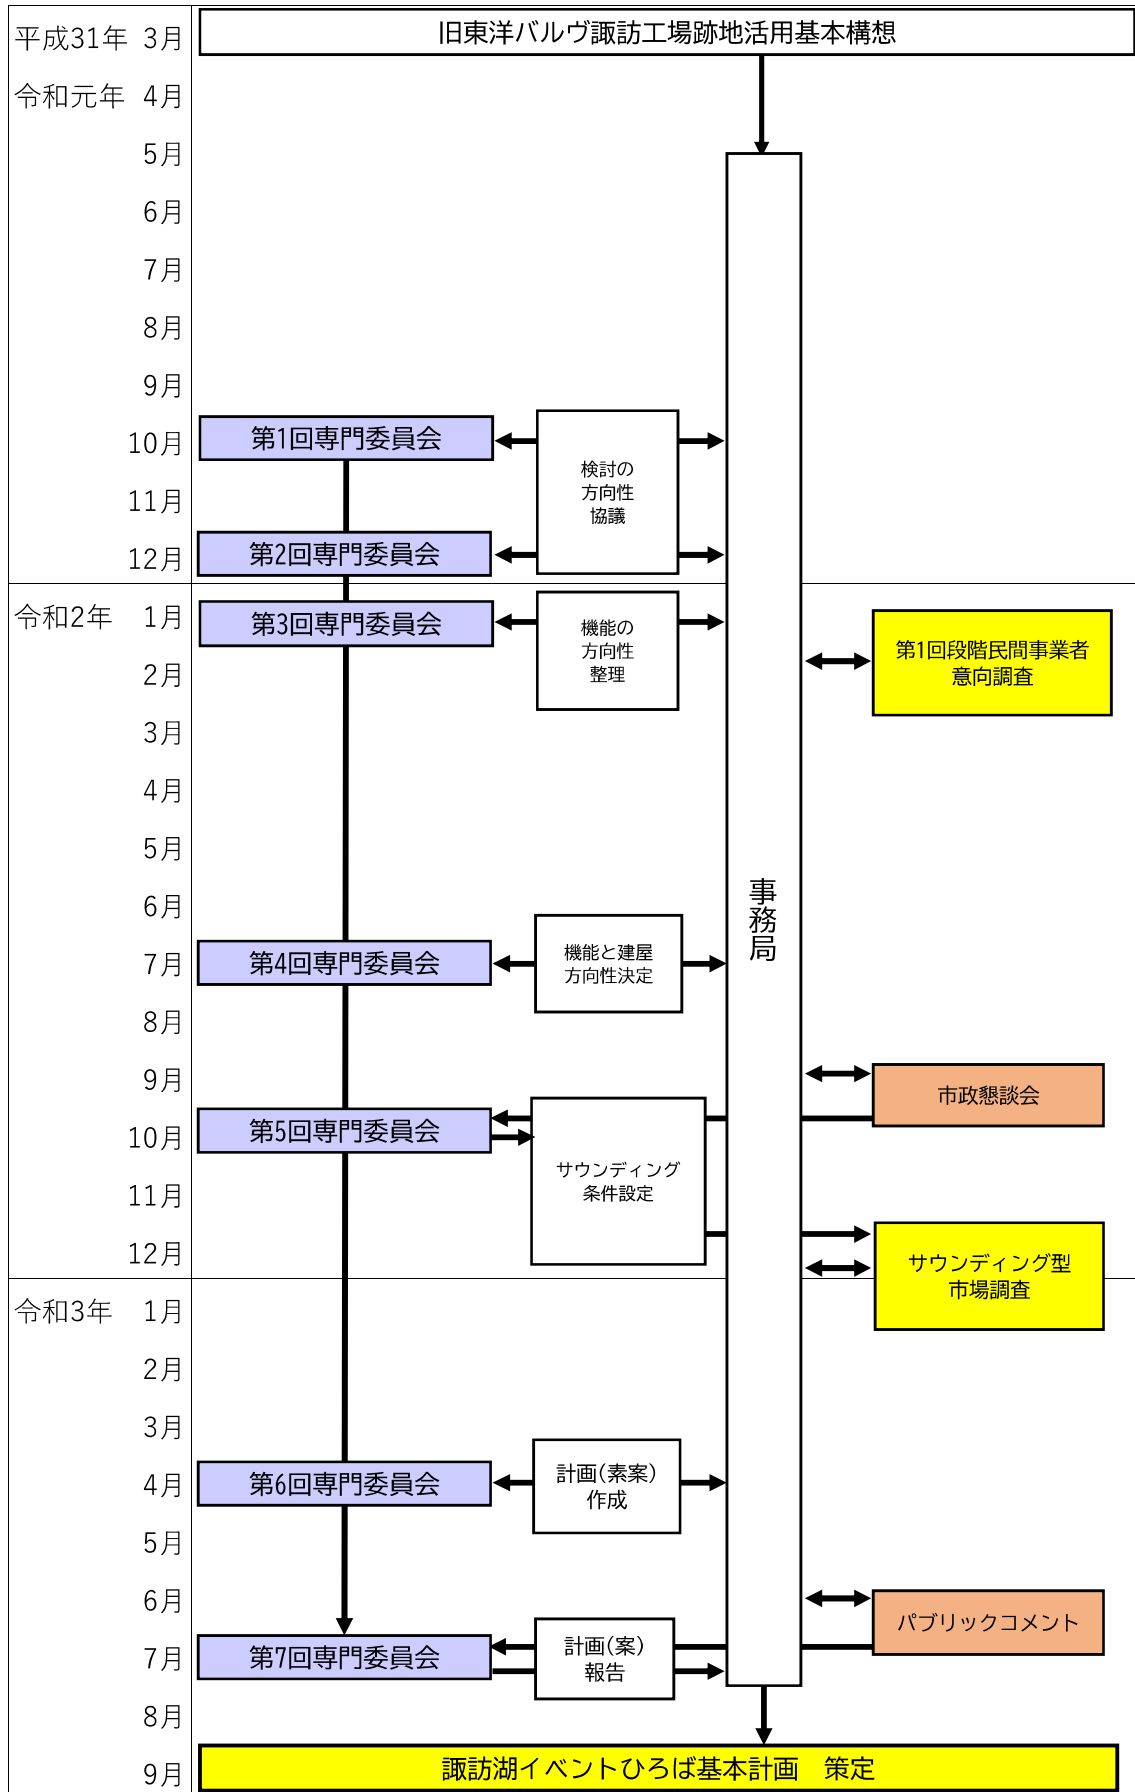 平成31年 3月
旧東洋バルヴ諏訪工場跡地活用基本構想
令和元年 4月
5月
6月
7月
8月
9月
10月
第1回専門委員会
検討の
方向性
協議
11月
12月
第2回専門委員会
令和2年 1月
第3回専門委員会
機能の
方向性
整理
第1回段階民間事業者
意向調査
2月
3月
4月
5月
6月
事務局
7月
第4回専門委員会
機能と建屋
方向性決定
8月
9月
市政懇談会
10月
第5回専門委員会
サウンディング
条件設定
11月
12月
サウンディング型
市場調査
令和3年 1月
2月
3月
4月
第6回専門委員会
計画(素案)
作成
5月
6月
パブリックコメント
7月
第7回専門委員会
計画(案)
報告
8月
9月
諏訪湖イベントひろば基本計画　策定